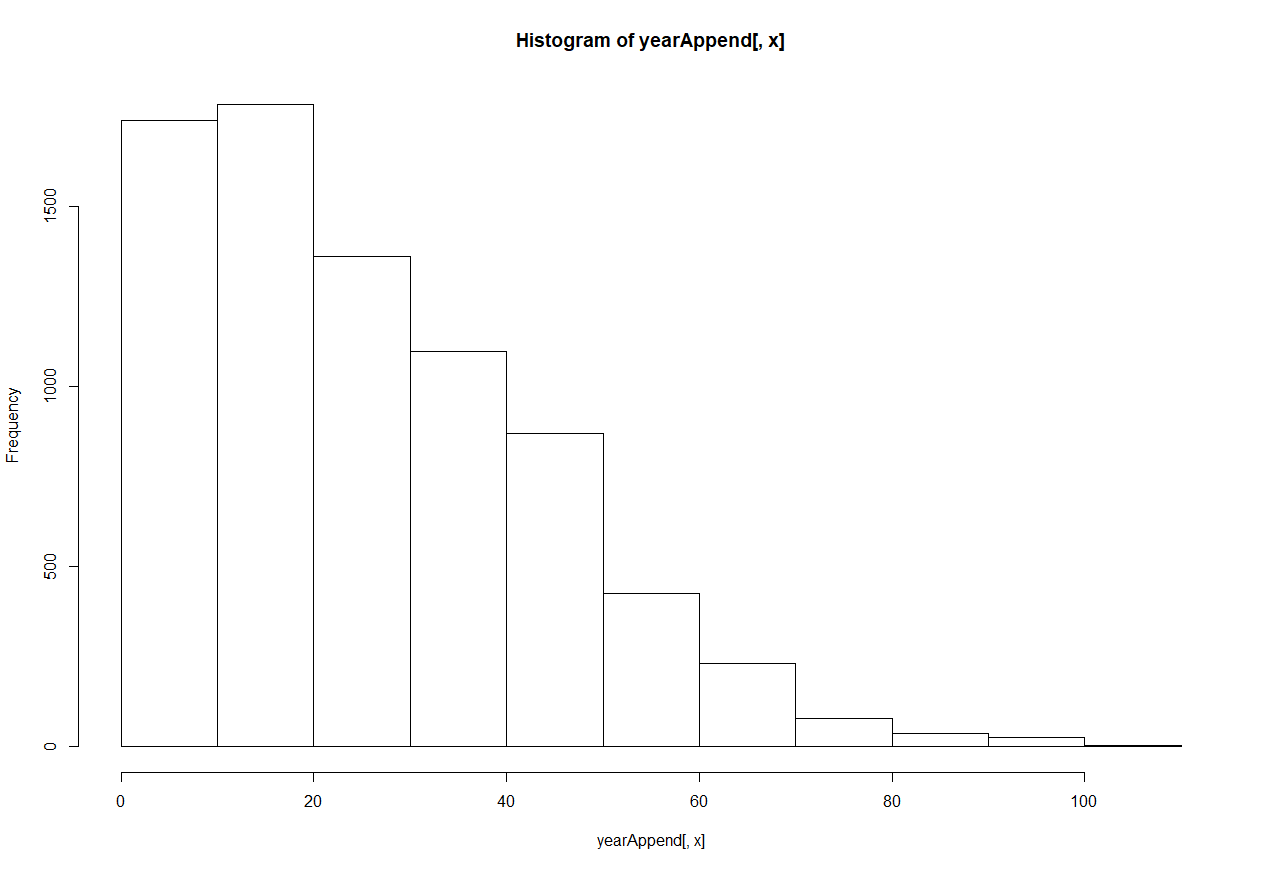 Histogram of yearAppend[, x]
Frequency
1500
1000
500
0
0 20 40 60 80 100
yearAppend[, x]